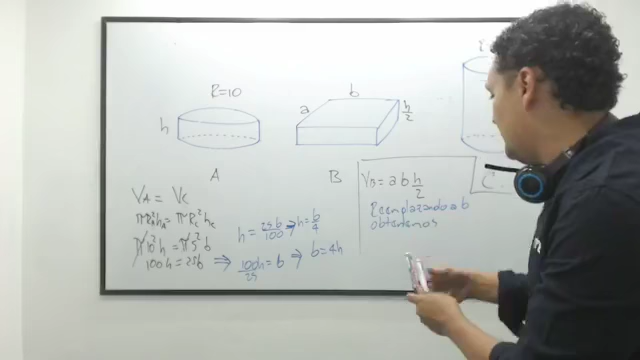 R=10
h
A
a
b
h/2
B
r
C
V_A = V_C
πR_A²h_A = πR_C²h_C
π10²h = π5²b
100h = 25b ⇒ 100h/25 = b ⇒ b=4h
h = 25b/100 → h = b/4
V_B = a b h/2
Reemplazando a b
obtenemos